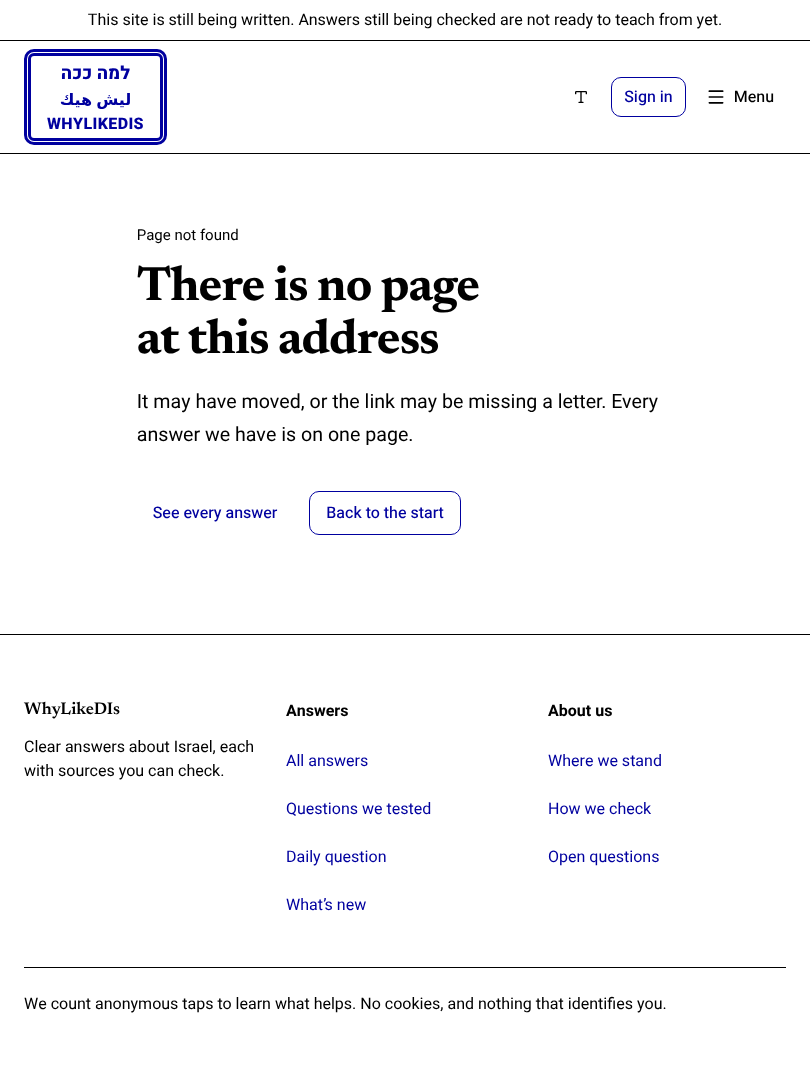 This site is still being written. Answers still being checked are not ready to teach from yet.
למה ככה
ليش هيك
WHYLIKEDIS
T
Sign in
Menu
Page not found
There is no page
at this address
It may have moved, or the link may be missing a letter. Every
answer we have is on one page.
See every answer
Back to the start
WhyLikeDIs
Clear answers about Israel, each
with sources you can check.
Answers
All answers
Questions we tested
Daily question
What’s new
About us
Where we stand
How we check
Open questions
We count anonymous taps to learn what helps. No cookies, and nothing that identifies you.